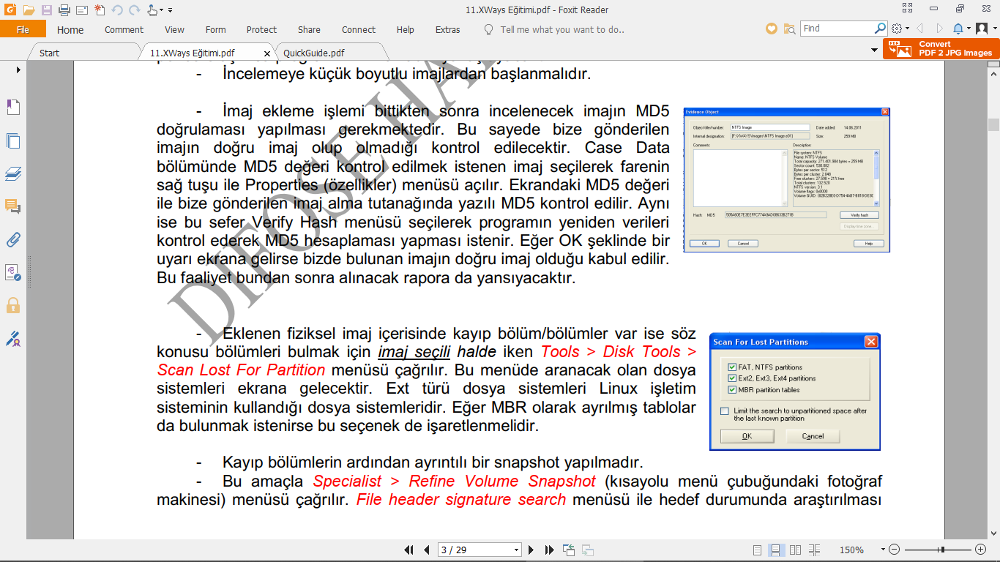 11.XWays Eğitimi.pdf - Foxit Reader
File Home Comment View Form Protect Share Connect Help Extras Tell me what you want to do.. Find
Start 11.XWays Eğitimi.pdf QuickGuide.pdf
Convert
PDF 2 JPG Images
- İncelemeye küçük boyutlu imajlardan başlanmalıdır.
- İmaj ekleme işlemi bittikten sonra incelenecek imajın MD5
doğrulaması yapılması gerekmektedir. Bu sayede bize gönderilen
imajın doğru imaj olup olmadığı kontrol edilecektir. Case Data
bölümünde MD5 değeri kontrol edilmek istenen imaj seçilerek farenin
sağ tuşu ile Properties (özellikler) menüsü açılır. Ekrandaki MD5 değeri
ile bize gönderilen imaj alma tutanağında yazılı MD5 kontrol edilir. Aynı
ise bu sefer Verify Hash menüsü seçilerek programın yeniden verileri
kontrol ederek MD5 hesaplaması yapması istenir. Eğer OK şeklinde bir
uyarı ekrana gelirse bizde bulunan imajın doğru imaj olduğu kabul edilir.
Bu faaliyet bundan sonra alınacak rapora da yansıyacaktır.
Evidence Object
Object title/number: NTFS Image Date added: 14.06.2011
Internal designation: Size: 259 MB
Comments: Description:
File system: NTFS
Name: NTFS Volume
Total capacity: 271.401.984 bytes = 259 MB
Sector count: 530.082
Bytes per sector: 512
Bytes per cluster: 2.048
Free clusters: 27.598 = 21% free
Total clusters: 132.520
NTFS version: 3.1
Volume flags: 0x0000
Hash: MD5 Verify hash
Display time zone...
OK Cancel Help
- Eklenen fiziksel imaj içerisinde kayıp bölüm/bölümler var ise söz
konusu bölümleri bulmak için imaj seçili halde iken Tools > Disk Tools >
Scan Lost For Partition menüsü çağrılır. Bu menüde aranacak olan dosya
sistemleri ekrana gelecektir. Ext türü dosya sistemleri Linux işletim
sisteminin kullandığı dosya sistemleridir. Eğer MBR olarak ayrılmış tablolar
da bulunmak istenirse bu seçenek de işaretlenmelidir.
Scan For Lost Partitions
FAT, NTFS partitions
Ext2, Ext3, Ext4 partitions
MBR partition tables
Limit the search to unpartitioned space after
the last known partition
OK Cancel
- Kayıp bölümlerin ardından ayrıntılı bir snapshot yapılmadır.
- Bu amaçla Specialist > Refine Volume Snapshot (kısayolu menü çubuğundaki fotoğraf
makinesi) menüsü çağrılır. File header signature search menüsü ile hedef durumunda araştırılması
DIFOSE
3 / 29 150%